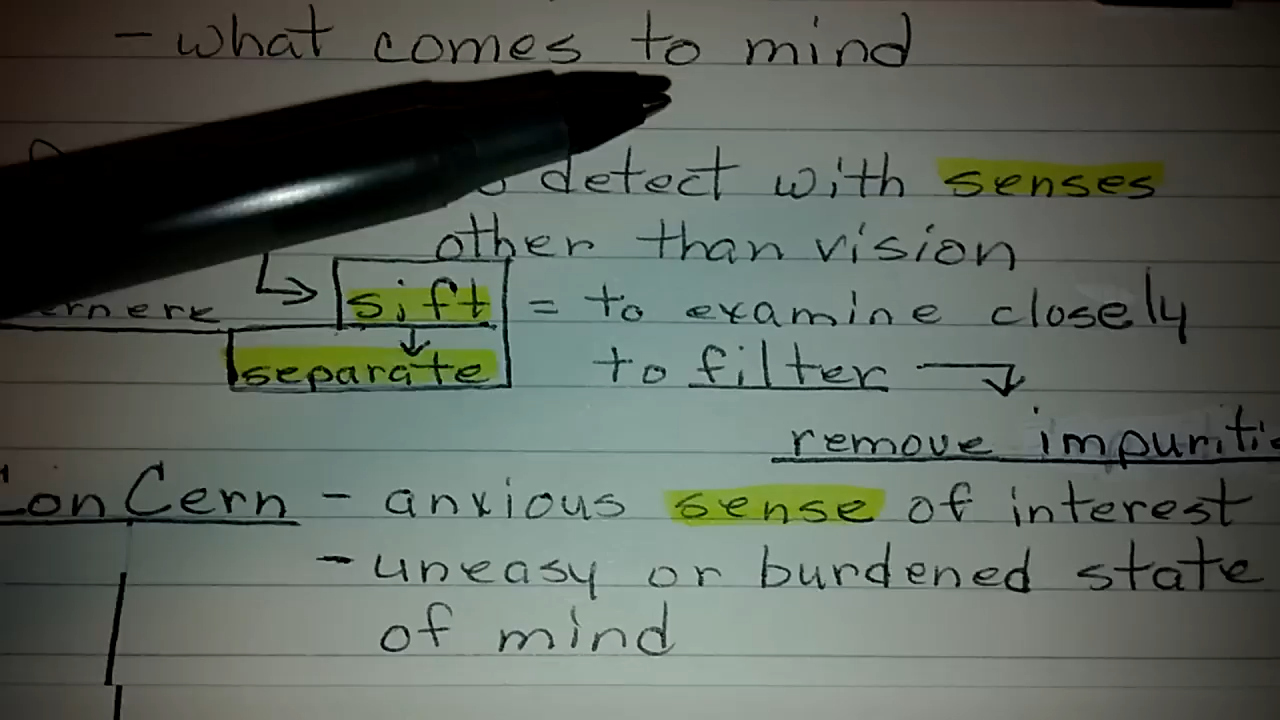 - what comes to mind
detect with senses
other than vision
sift = to examine closely
separate to filter
remove
ConCern - anxious sense of interest
- uneasy or burdened state
of mind